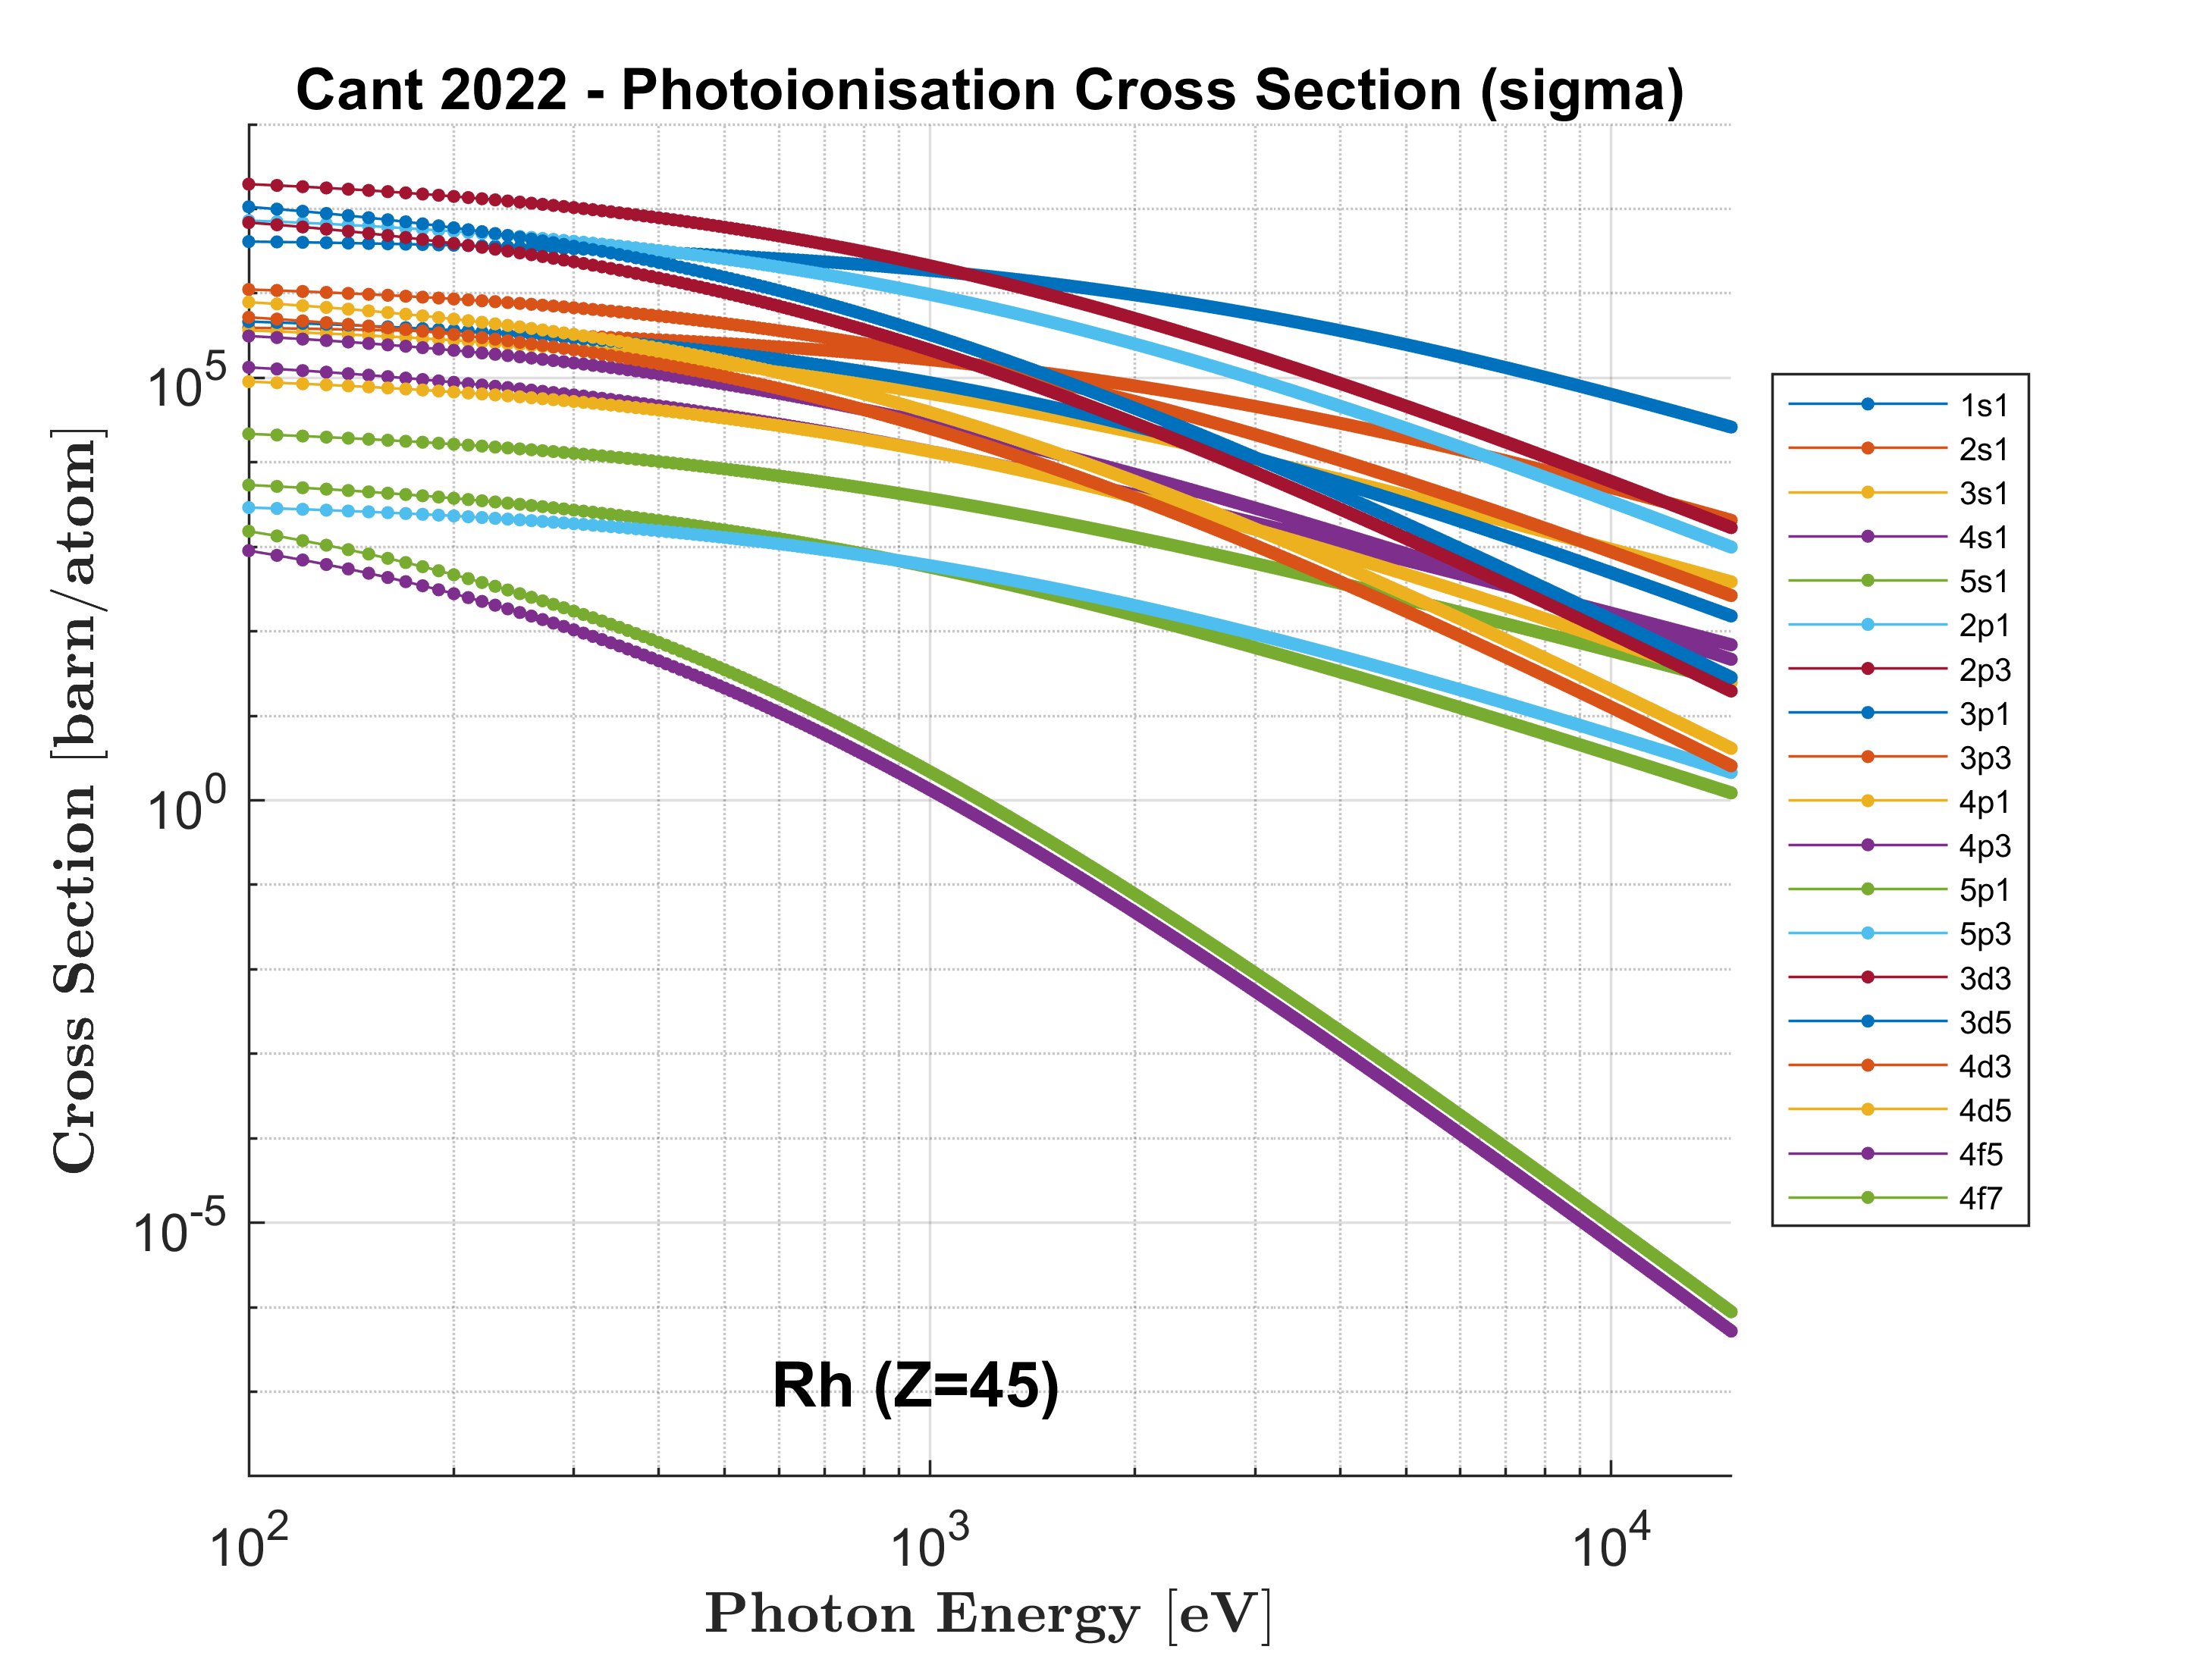 Cant 2022 - Photoionisation Cross Section (sigma)
Cross Section [barn/atom]
10^5
10^0
10^-5
10^2
10^3
10^4
Photon Energy [eV]
Rh (Z=45)
1s1
2s1
3s1
4s1
5s1
2p1
2p3
3p1
3p3
4p1
4p3
5p1
5p3
3d3
3d5
4d3
4d5
4f5
4f7